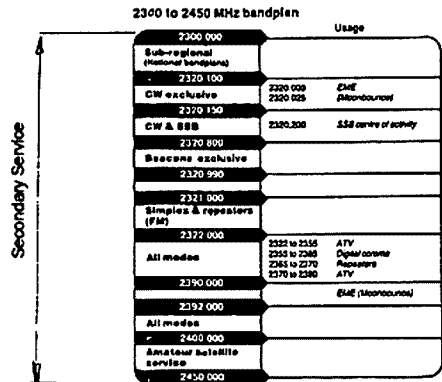 2300 to 2450 MHz bandplan
Usage
2300 000
Sub-regional
(National bandplans)
2320 100
CW exclusive
2320.000 EME
2320.025 (Moonbounce)
2320 150
CW & SSB
2320.200 SSB centre of activity
2320 800
Beacons exclusive
2320 990
2321 000
Simplex & repeaters
(FM)
2322 000
All modes
2322 to 2355 ATV
2355 to 2365 Digital comms
2365 to 2370 Repeaters
2370 to 2390 ATV
2390 000
EME (Moonbounce)
2392 000
All modes
2400 000
Amateur satellite
service
2450 000
Secondary Service